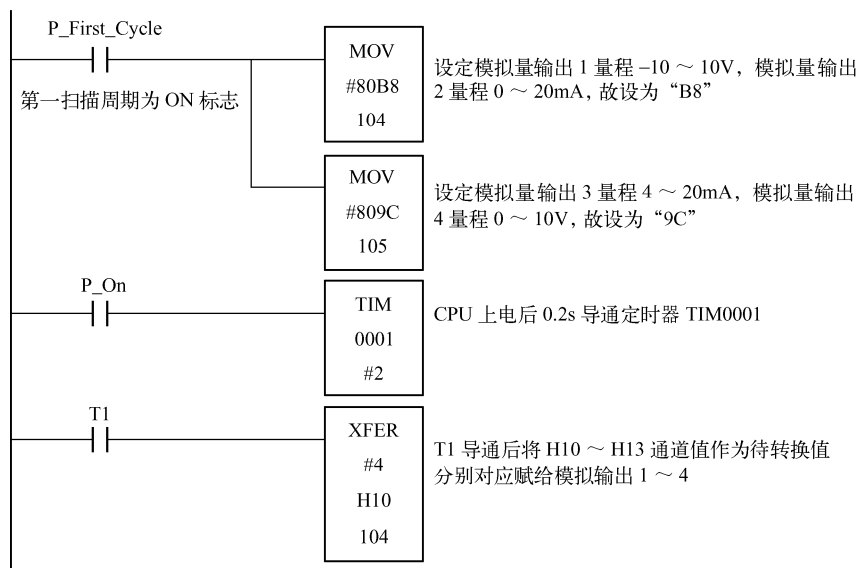 P_First_Cycle
第一扫描周期为 ON 标志
MOV
#80B8
104
设定模拟量输出 1 量程 –10 ～ 10V，模拟量输出
2 量程 0 ～ 20mA，故设为“B8”
MOV
#809C
105
设定模拟量输出 3 量程 4 ～ 20mA，模拟量输出
4 量程 0 ～ 10V，故设为“9C”
P_On
TIM
0001
#2
CPU 上电后 0.2s 导通定时器 TIM0001
T1
XFER
#4
H10
104
T1 导通后将 H10 ～ H13 通道值作为待转换值
分别对应赋给模拟输出 1 ～ 4